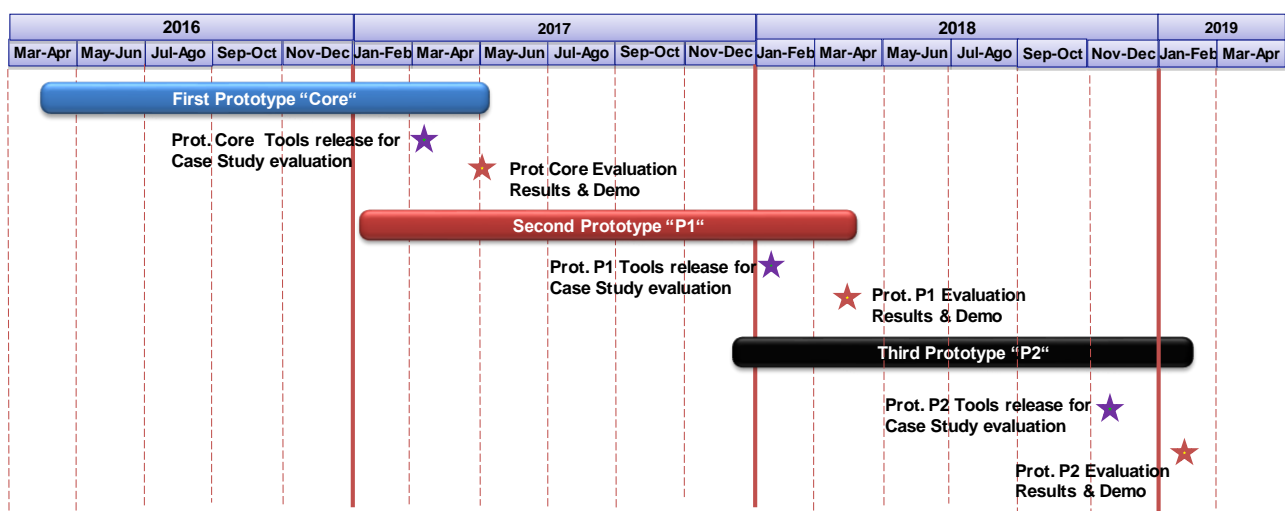 2016 2017 2018 2019
Mar-Apr May-Jun Jul-Ago Sep-Oct Nov-Dec Jan-Feb Mar-Apr May-Jun Jul-Ago Sep-Oct Nov-Dec Jan-Feb Mar-Apr May-Jun Jul-Ago Sep-Oct Nov-Dec Jan-Feb Mar-Apr
First Prototype “Core“
Prot. Core Tools release for
Case Study evaluation
Prot Core Evaluation
Results & Demo
Second Prototype “P1“
Prot. P1 Tools release for
Case Study evaluation
Prot. P1 Evaluation
Results & Demo
Third Prototype “P2“
Prot. P2 Tools release for
Case Study evaluation
Prot. P2 Evaluation
Results & Demo